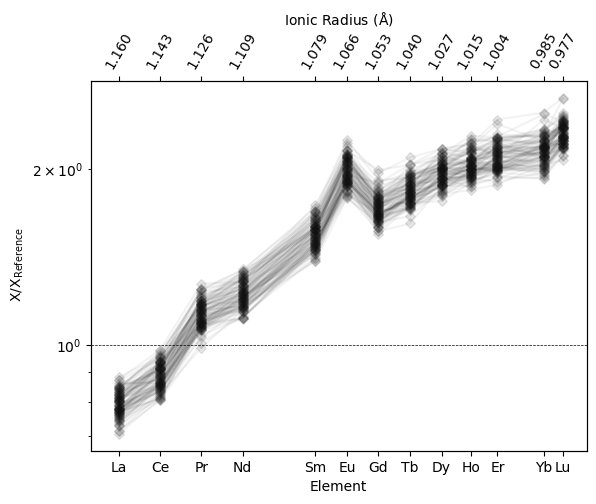 Ionic Radius (Å)
1.160 1.143 1.126 1.109 1.079 1.066 1.053 1.040 1.027 1.015 1.004 0.985 0.977
2 × 10⁰
X/X_Reference
10⁰
La Ce Pr Nd Sm Eu Gd Tb Dy Ho Er Yb Lu
Element